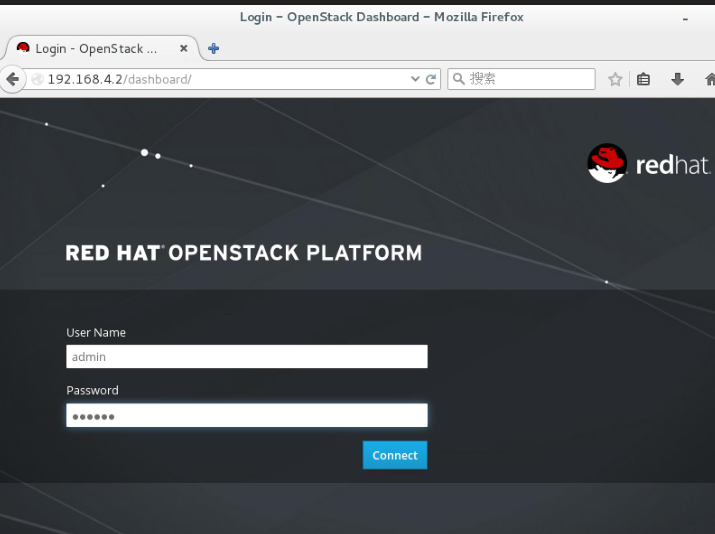 Login - OpenStack Dashboard - Mozilla Firefox
Login - OpenStack ...
192.168.4.2/dashboard/
搜索
redhat.
RED HAT® OPENSTACK PLATFORM
User Name
admin
Password
••••••
Connect